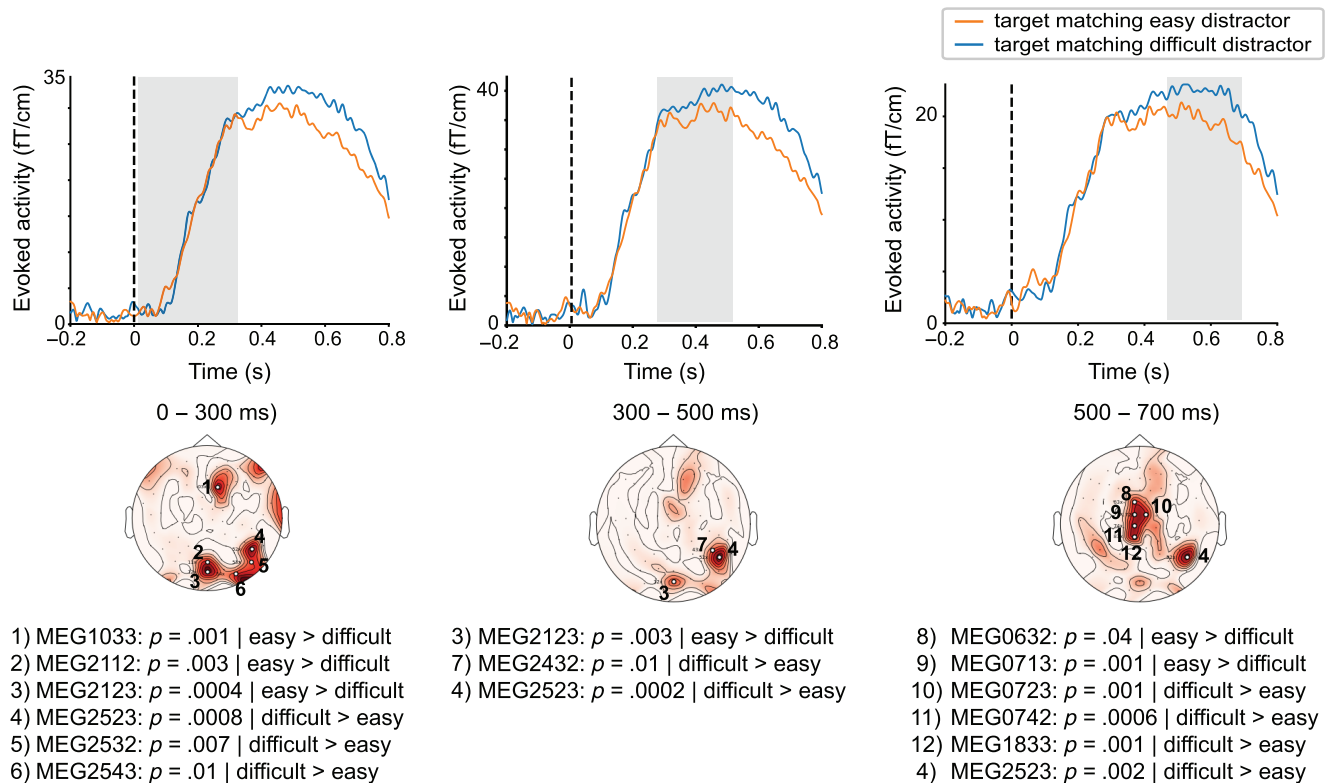 target matching easy distractor
target matching difficult distractor
35
0
Evoked activity (fT/cm)
–0.2 0 0.2 0.4 0.6 0.8
Time (s)
40
0
Evoked activity (fT/cm)
–0.2 0 0.2 0.4 0.6 0.8
Time (s)
20
0
Evoked activity (fT/cm)
–0.2 0 0.2 0.4 0.6 0.8
Time (s)
0 – 300 ms)
1
2
3
4
5
6
300 – 500 ms)
7
4
3
500 – 700 ms)
8
9
10
11
12
4
1) MEG1033: p = .001 | easy > difficult
2) MEG2112: p = .003 | easy > difficult
3) MEG2123: p = .0004 | easy > difficult
4) MEG2523: p = .0008 | difficult > easy
5) MEG2532: p = .007 | difficult > easy
6) MEG2543: p = .01 | difficult > easy
3) MEG2123: p = .003 | easy > difficult
7) MEG2432: p = .01 | difficult > easy
4) MEG2523: p = .0002 | difficult > easy
8) MEG0632: p = .04 | easy > difficult
9) MEG0713: p = .001 | easy > difficult
10) MEG0723: p = .001 | difficult > easy
11) MEG0742: p = .0006 | difficult > easy
12) MEG1833: p = .001 | difficult > easy
4) MEG2523: p = .002 | difficult > easy